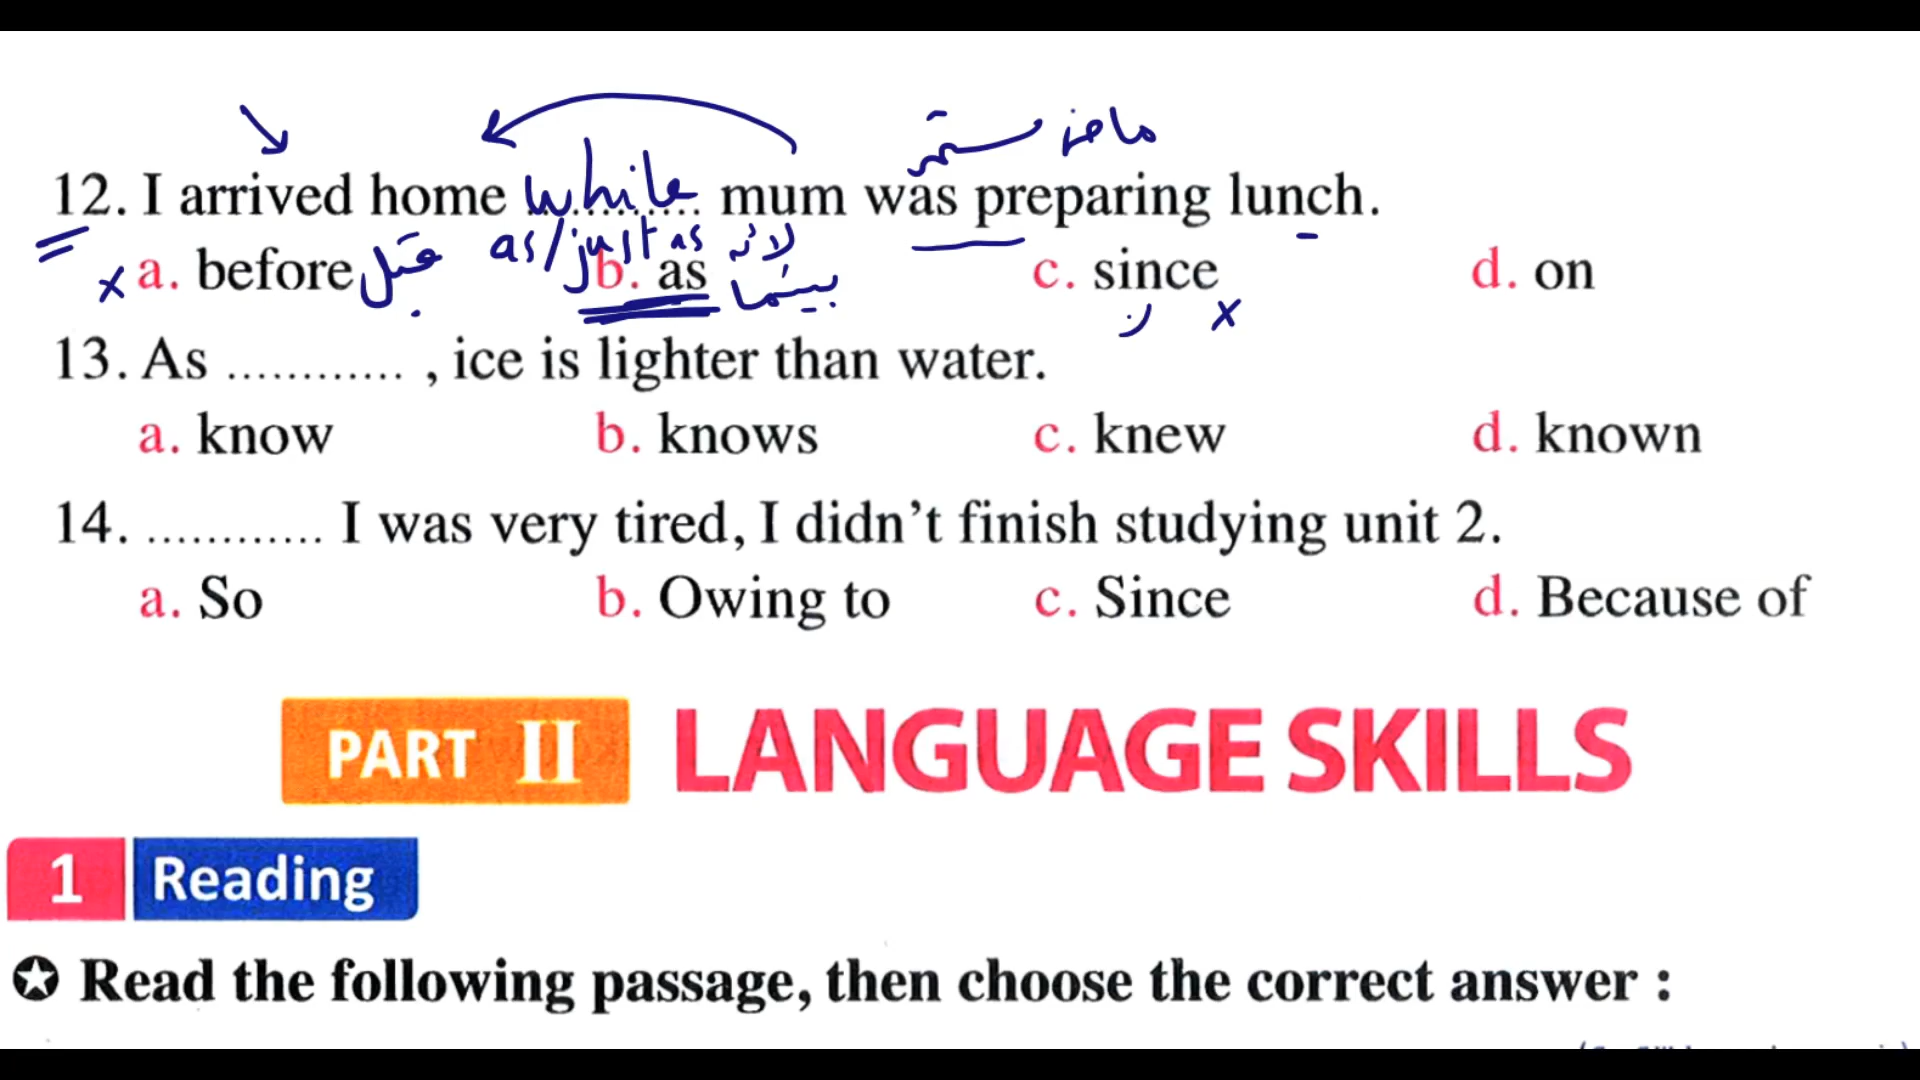 ماضى مستمر
12. I arrived home while ............ mum was preparing lunch.
as/just as لأنه
x a. before قبل b. as بينما c. since d. on
x
13. As ............ , ice is lighter than water.
a. know b. knows c. knew d. known
14. ............ I was very tired, I didn’t finish studying unit 2.
a. So b. Owing to c. Since d. Because of
PART II LANGUAGE SKILLS
1 Reading
✪ Read the following passage, then choose the correct answer :